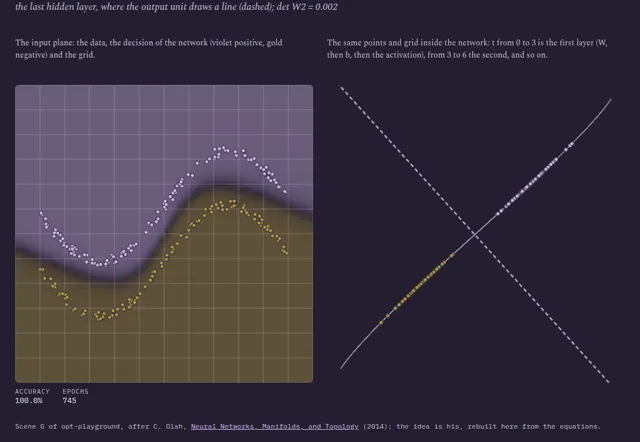 the last hidden layer, where the output unit draws a line (dashed); det W2 = 0.002
The input plane: the data, the decision of the network (violet positive, gold
negative) and the grid.
The same points and grid inside the network: t from 0 to 3 is the first layer (W,
then b, then the activation), from 3 to 6 the second, and so on.
ACCURACY EPOCHS
100.0% 745
Scene G of opt-playground, after C. Olah, Neural Networks, Manifolds, and Topology (2014): the idea is his, rebuilt here from the equations.